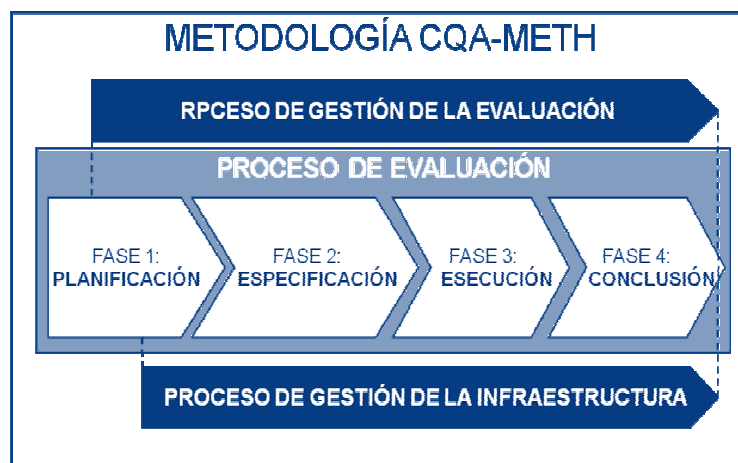 METODOLOGÍA CQA-METH
RPCESO DE GESTIÓN DE LA EVALUACIÓN
PROCESO DE EVALUACIÓN
FASE 1:
PLANIFICACIÓN
FASE 2:
ESPECIFICACIÓN
FASE 3:
ESECUCIÓN
FASE 4:
CONCLUSIÓN
PROCESO DE GESTIÓN DE LA INFRAESTRUCTURA